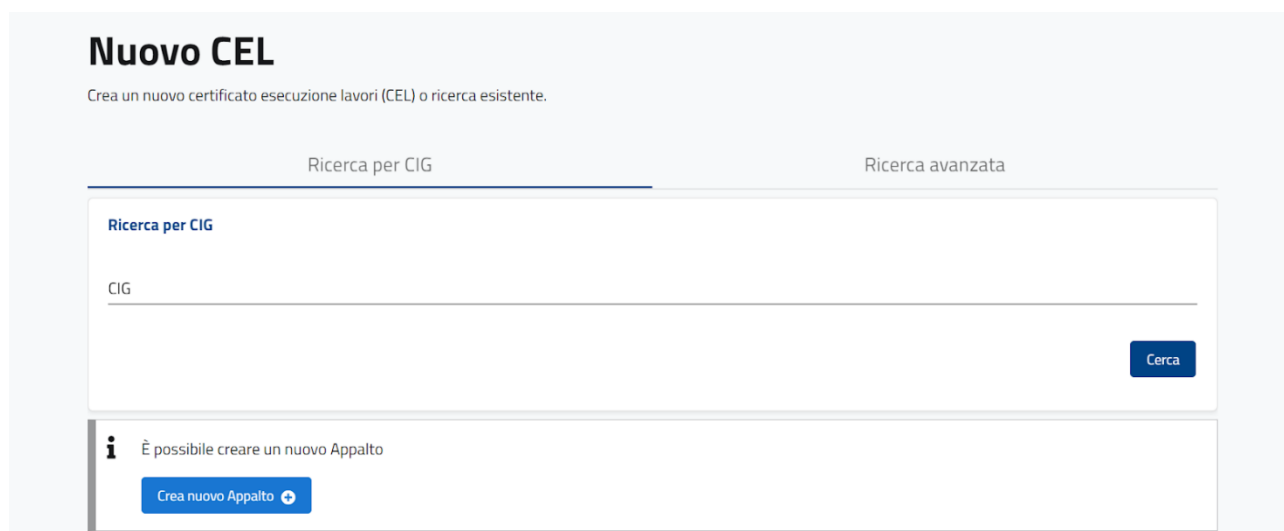 Nuovo CEL
Crea un nuovo certificato esecuzione lavori (CEL) o ricerca esistente.
Ricerca per CIG
Ricerca avanzata
Ricerca per CIG
CIG
Cerca
È possibile creare un nuovo Appalto
Crea nuovo Appalto